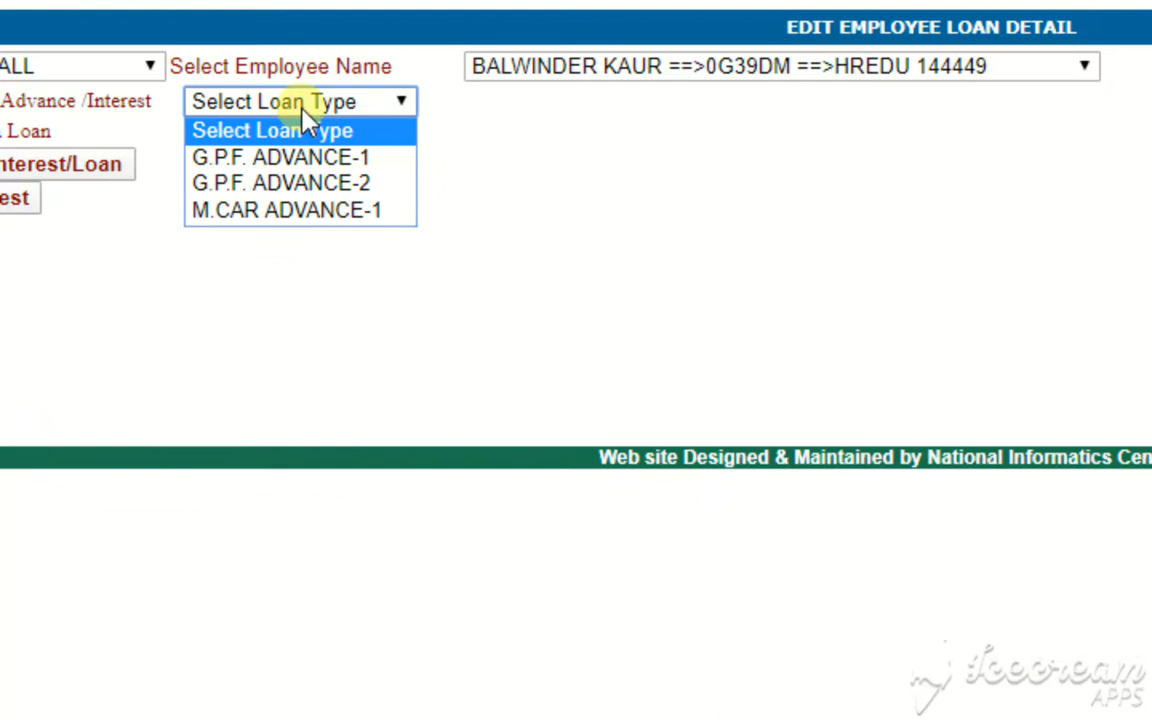 EDIT EMPLOYEE LOAN DETAIL
ALL Select Employee Name BALWINDER KAUR ==>0G39DM ==>HREDU 144449
Advance /Interest Select Loan Type
Loan Select Loan Type
nterest/Loan G.P.F. ADVANCE-1
est G.P.F. ADVANCE-2
M.CAR ADVANCE-1
Web site Designed & Maintained by National Informatics Cen
Icecream
APPS